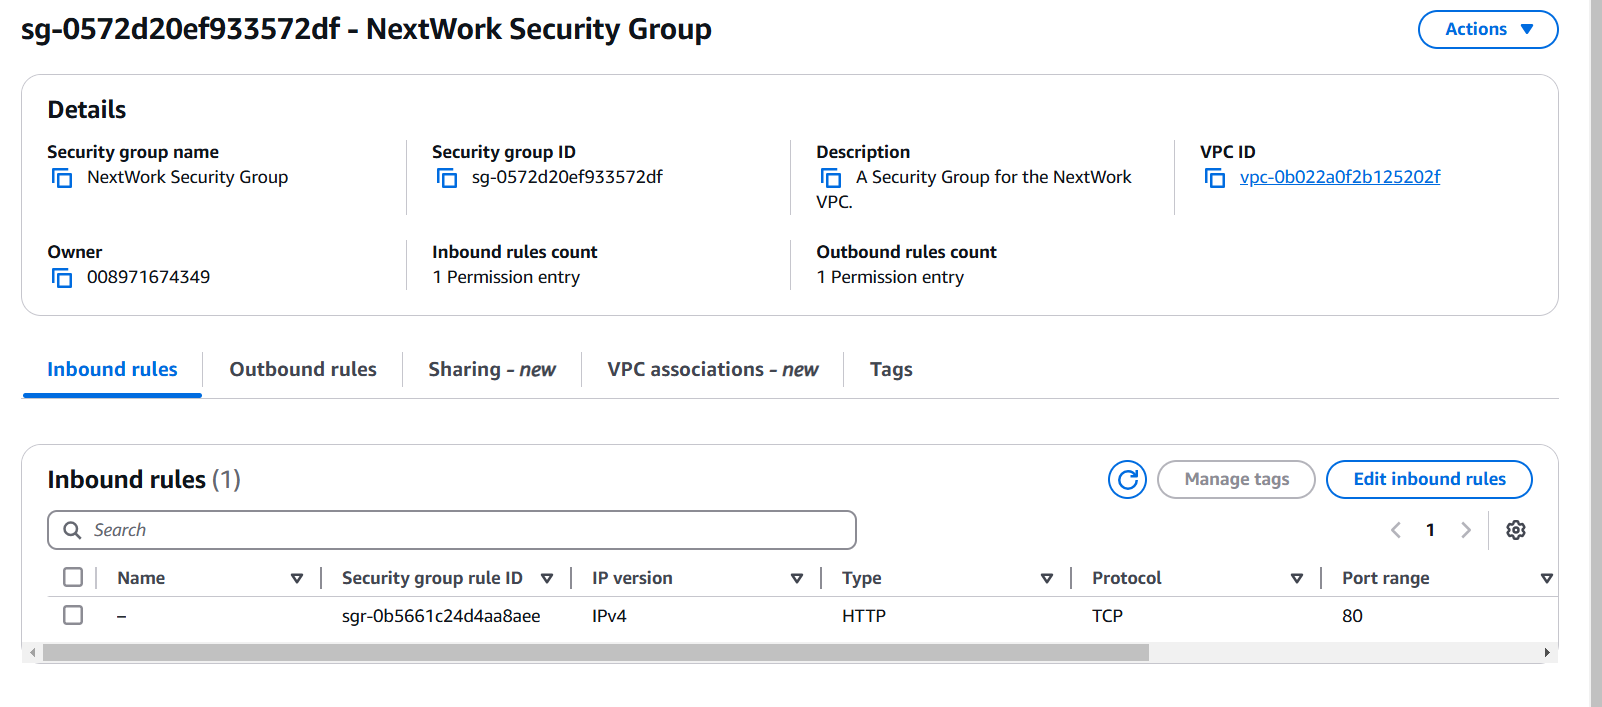 sg-0572d20ef933572df - NextWork Security Group
Actions
Details
Security group name
NextWork Security Group
Security group ID
sg-0572d20ef933572df
Description
A Security Group for the NextWork
VPC.
VPC ID
vpc-0b022a0f2b125202f
Owner
008971674349
Inbound rules count
1 Permission entry
Outbound rules count
1 Permission entry
Inbound rules
Outbound rules
Sharing - new
VPC associations - new
Tags
Inbound rules (1)
Manage tags
Edit inbound rules
Search
1
Name
Security group rule ID
IP version
Type
Protocol
Port range
–
sgr-0b5661c24d4aa8aee
IPv4
HTTP
TCP
80